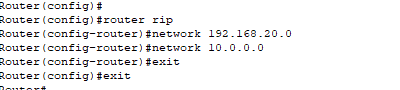 Router(config)#
Router(config)#router rip
Router(config-router)#network 192.168.20.0
Router(config-router)#network 10.0.0.0
Router(config-router)#exit
Router(config)#exit
Router#